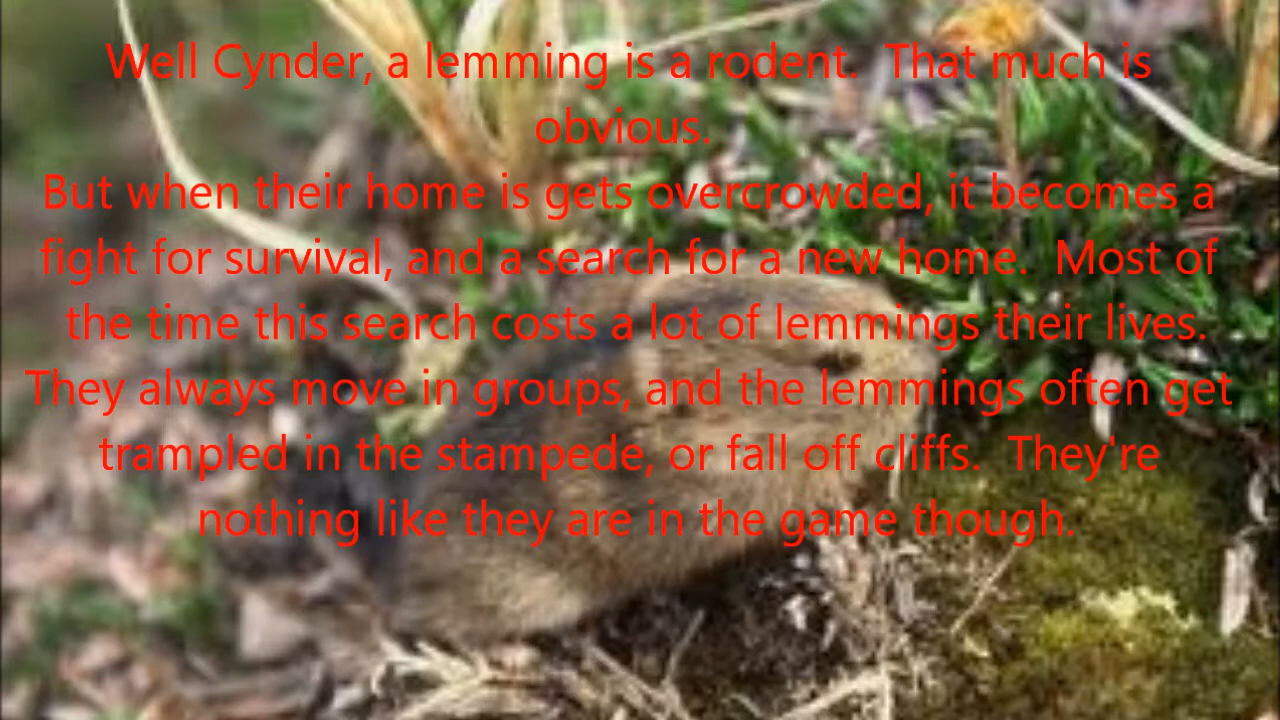 Well Cynder, a lemming is a rodent.  That much is
obvious.
But when their home is gets overcrowded, it becomes a
fight for survival, and a search for a new home.  Most of
the time this search costs a lot of lemmings their lives.
They always move in groups, and the lemmings often get
trampled in the stampede, or fall off cliffs.  They're
nothing like they are in the game though.